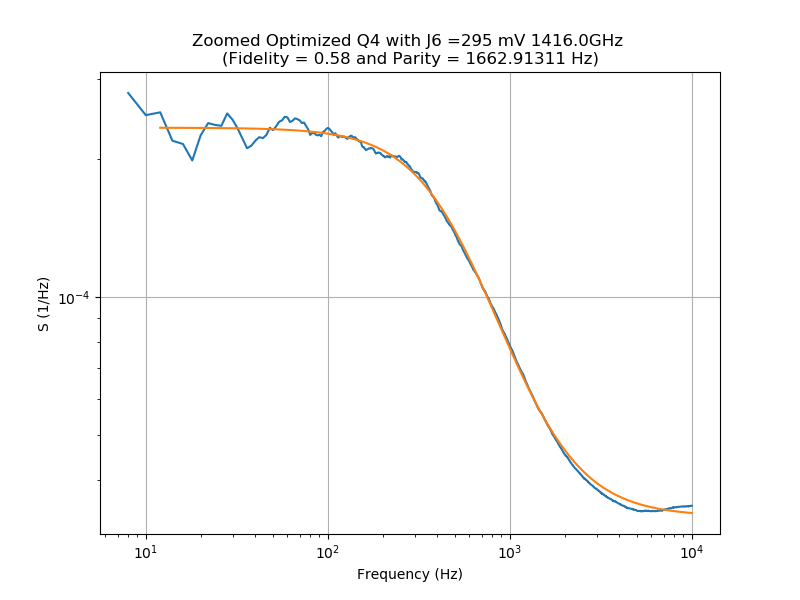 Zoomed Optimized Q4 with J6 =295 mV 1416.0GHz
(Fidelity = 0.58 and Parity = 1662.91311 Hz)
S (1/Hz)
10⁻⁴
10¹ 10² 10³ 10⁴
Frequency (Hz)